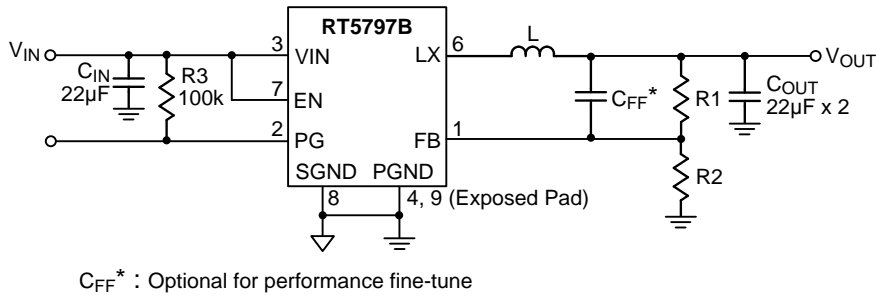 RT5797B
VIN
CIN
22µF
R3
100k
3
VIN
7
EN
2
PG
SGND
PGND
8
4, 9 (Exposed Pad)
LX
6
L
FB
1
CFF*
R1
R2
VOUT
COUT
22µF x 2
CFF* : Optional for performance fine-tune